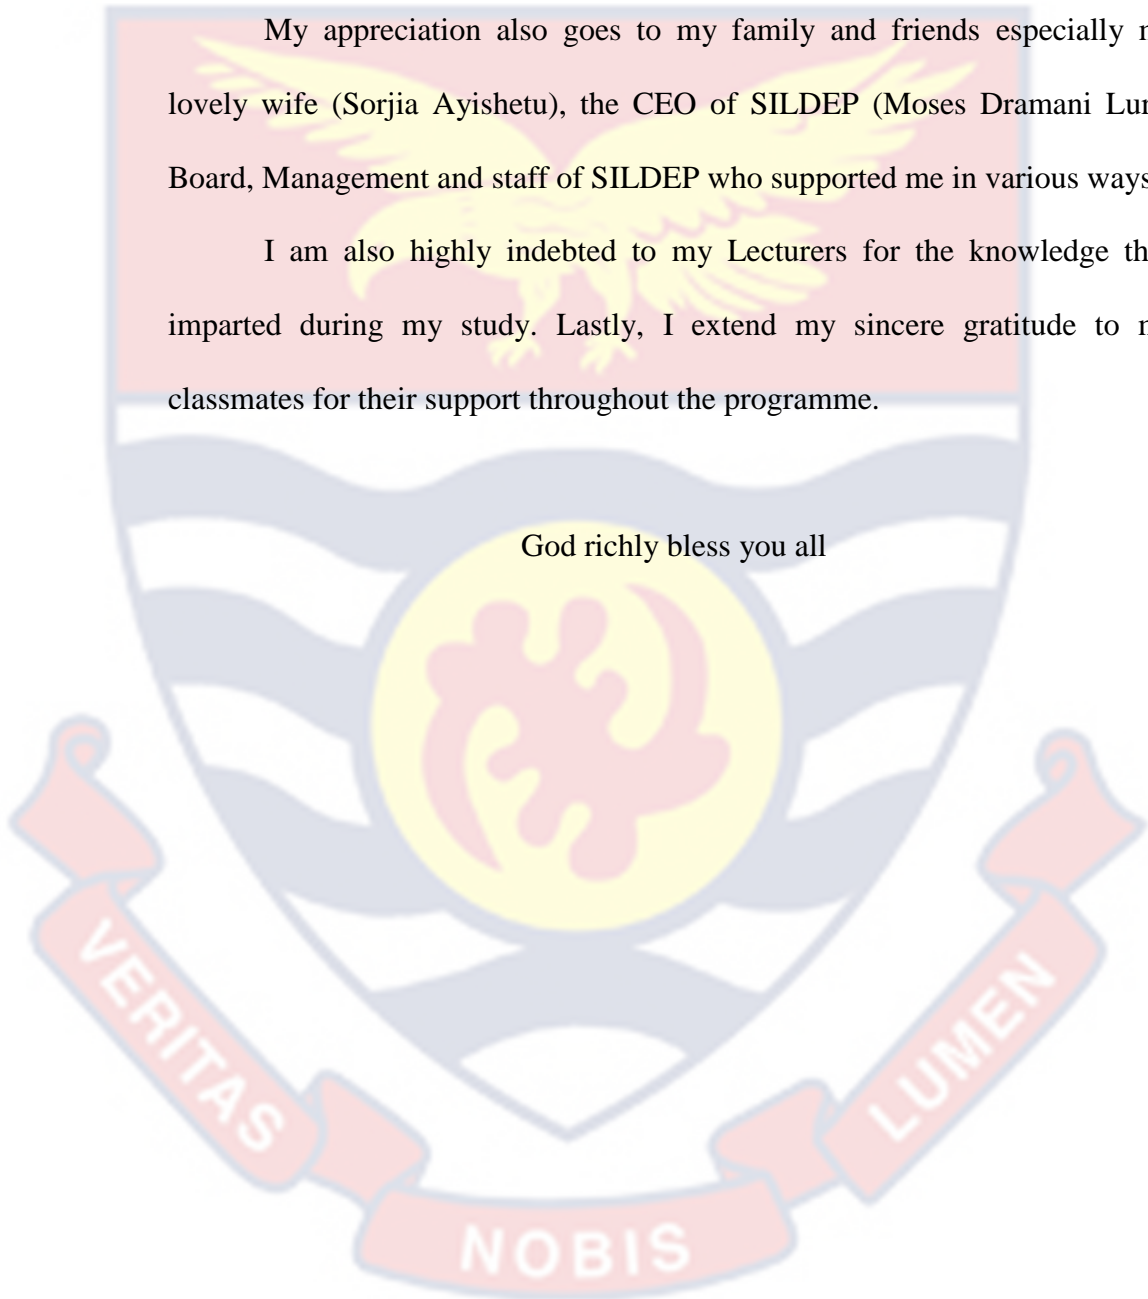 My appreciation also goes to my family and friends especially
lovely wife (Sorjia Ayishetu), the CEO of SILDEP (Moses Dramani
Board, Management and staff of SILDEP who supported me in various ways
I am also highly indebted to my Lecturers for the knowledge
imparted during my study. Lastly, I extend my sincere gratitude to
classmates for their support throughout the programme.
God richly bless you all
VERITAS
NOBIS
LUMEN